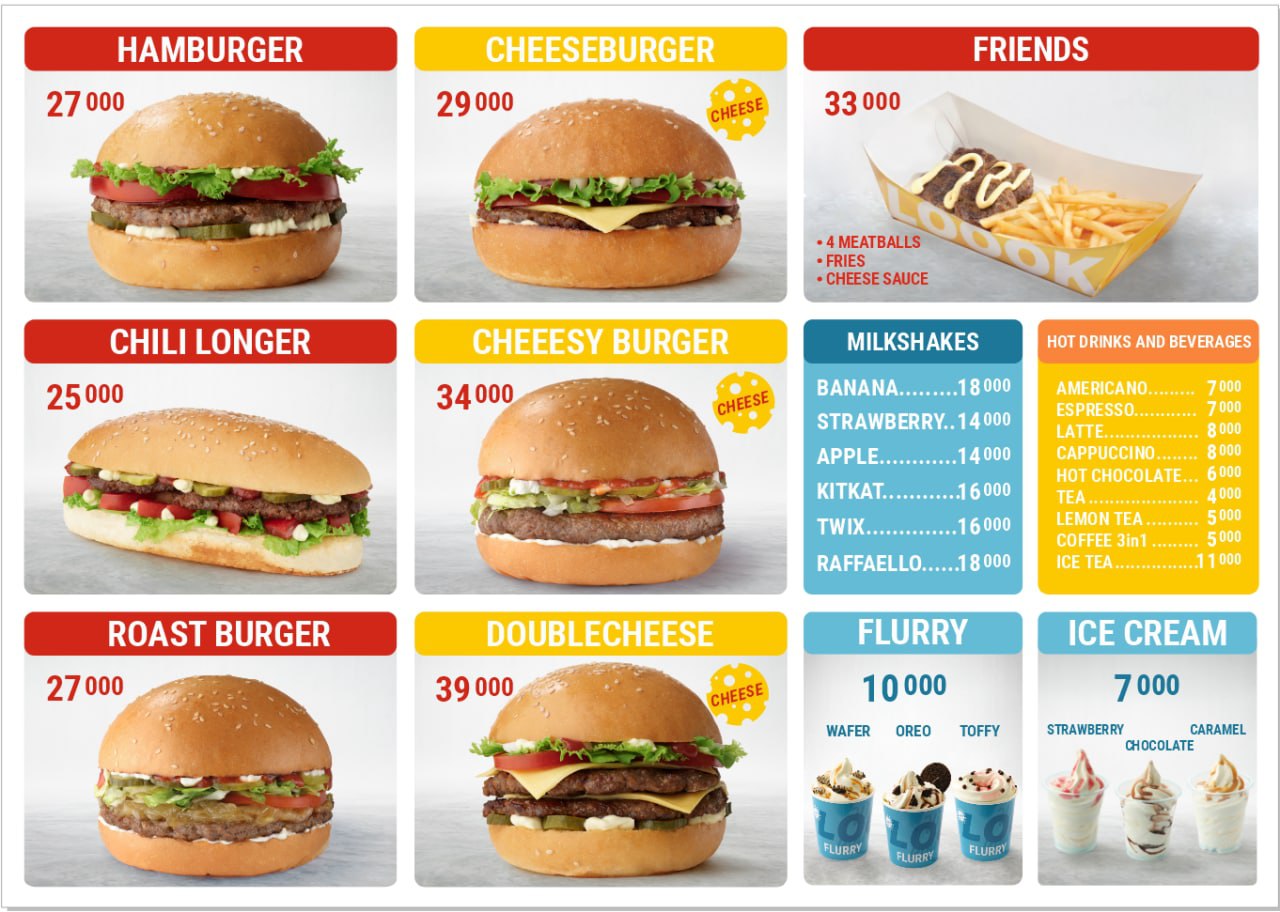 HAMBURGER
27 000
CHEESEBURGER
29 000
CHEESE
FRIENDS
33 000
LOOOK
• 4 MEATBALLS
• FRIES
• CHEESE SAUCE
CHILI LONGER
25 000
CHEEESY BURGER
34 000
CHEESE
MILKSHAKES
BANANA.........18 000
STRAWBERRY..14 000
APPLE............14 000
KITKAT...........16 000
TWIX.............16 000
RAFFAELLO......18 000
HOT DRINKS AND BEVERAGES
AMERICANO......... 7 000
ESPRESSO............ 7 000
LATTE.................. 8 000
CAPPUCCINO........ 8 000
HOT CHOCOLATE... 6 000
TEA ..................... 4 000
LEMON TEA .......... 5 000
COFFEE 3in1 ......... 5 000
ICE TEA................11 000
ROAST BURGER
27 000
DOUBLECHEESE
39 000
CHEESE
FLURRY
10 000
WAFER OREO TOFFY
LO
FLURRY
LO
FLURRY
LO
FLURRY
ICE CREAM
7 000
STRAWBERRY
CHOCOLATE
CARAMEL